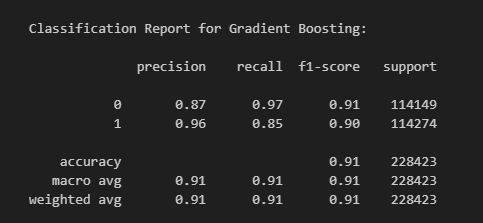 Classification Report for Gradient Boosting:
precision recall f1-score support
0 0.87 0.97 0.91 114149
1 0.96 0.85 0.90 114274
accuracy 0.91 228423
macro avg 0.91 0.91 0.91 228423
weighted avg 0.91 0.91 0.91 228423